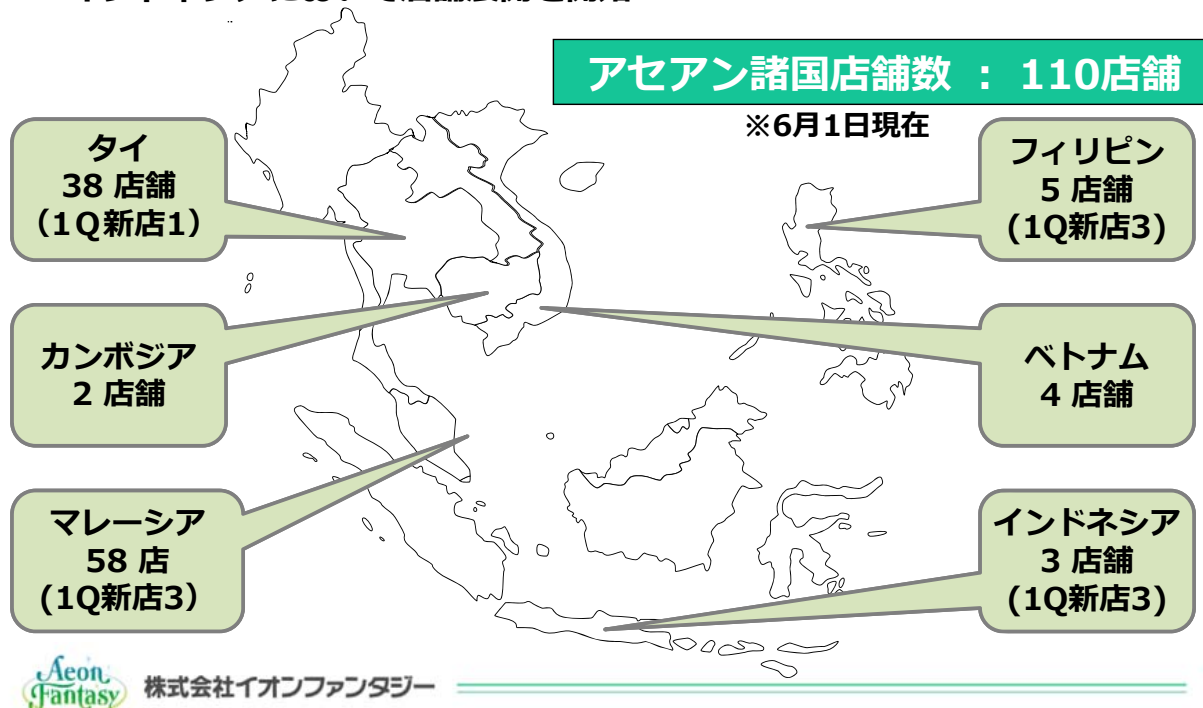 アセアン諸国店舗数 : 110店舗
※6月1日現在
タイ
38 店舗
(1Q新店1)
フィリピン
5 店舗
(1Q新店3)
カンボジア
2 店舗
ベトナム
4 店舗
マレーシア
58 店
(1Q新店3)
インドネシア
3 店舗
(1Q新店3)
Aeon
Fantasy
株式会社イオンファンタジー